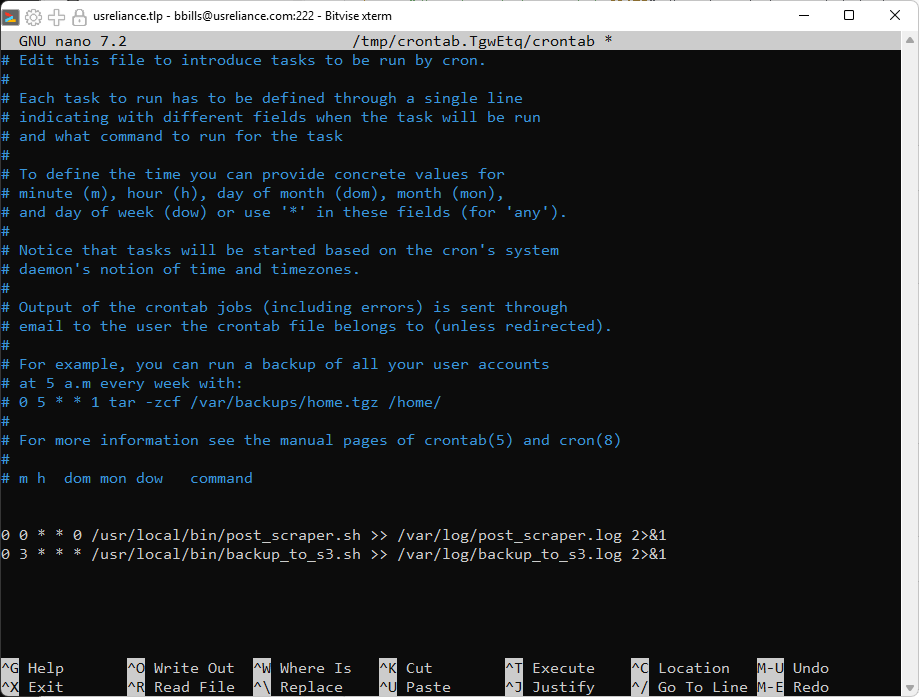 usreliance.tlp - bbills@usreliance.com:222 - Bitvise xterm
GNU nano 7.2 /tmp/crontab.TgwEtq/crontab *
# Edit this file to introduce tasks to be run by cron.
#
# Each task to run has to be defined through a single line
# indicating with different fields when the task will be run
# and what command to run for the task
#
# To define the time you can provide concrete values for
# minute (m), hour (h), day of month (dom), month (mon),
# and day of week (dow) or use '*' in these fields (for 'any').
#
# Notice that tasks will be started based on the cron's system
# daemon's notion of time and timezones.
#
# Output of the crontab jobs (including errors) is sent through
# email to the user the crontab file belongs to (unless redirected).
#
# For example, you can run a backup of all your user accounts
# at 5 a.m every week with:
# 0 5 * * 1 tar -zcf /var/backups/home.tgz /home/
#
# For more information see the manual pages of crontab(5) and cron(8)
#
# m h  dom mon dow   command
0 0 * * 0 /usr/local/bin/post_scraper.sh >> /var/log/post_scraper.log 2>&1
0 3 * * * /usr/local/bin/backup_to_s3.sh >> /var/log/backup_to_s3.log 2>&1
^G Help ^O Write Out ^W Where Is ^K Cut ^T Execute ^C Location M-U Undo
^X Exit ^R Read File ^\ Replace ^U Paste ^J Justify ^/ Go To Line M-E Redo